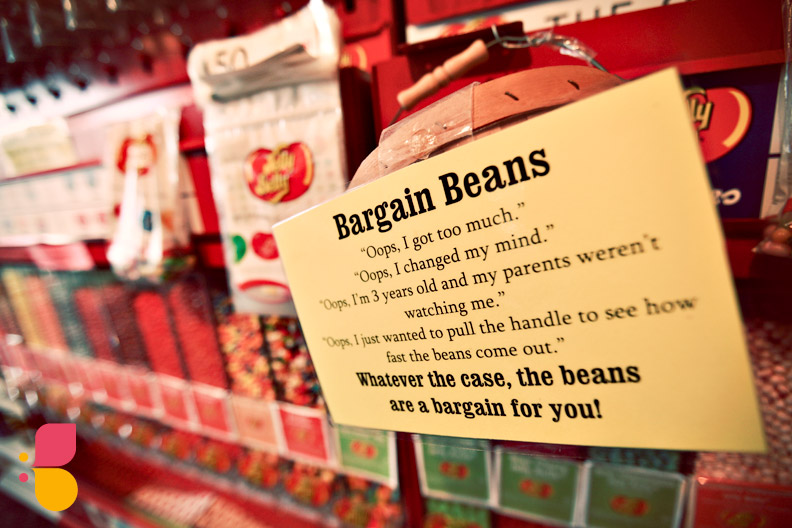 THE
50
Jelly
Belly
Bargain Beans
"Oops, I got too much."
"Oops, I changed my mind."
"Oops, I'm 3 years old and my parents weren't
watching me."
"Oops, I just wanted to pull the handle to see how
fast the beans come out."
Whatever the case, the beans
are a bargain for you!